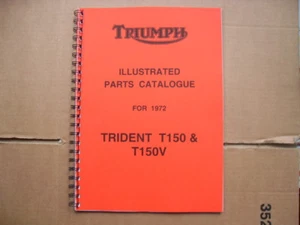 TRIUMPH
ILLUSTRATED
PARTS CATALOGUE
FOR 1972
TRIDENT T150 &
T150V
352